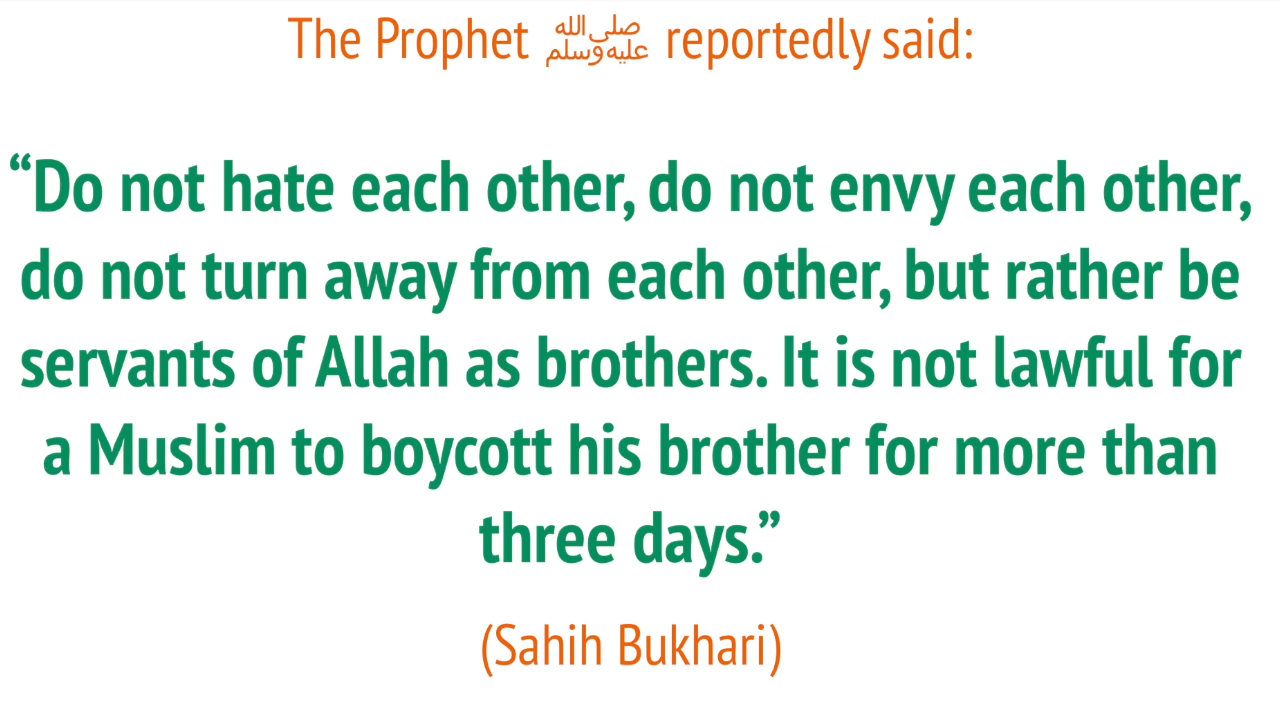 The Prophet ﷺ reportedly said:
“Do not hate each other, do not envy each other,
do not turn away from each other, but rather be
servants of Allah as brothers. It is not lawful for
a Muslim to boycott his brother for more than
three days.”
(Sahih Bukhari)